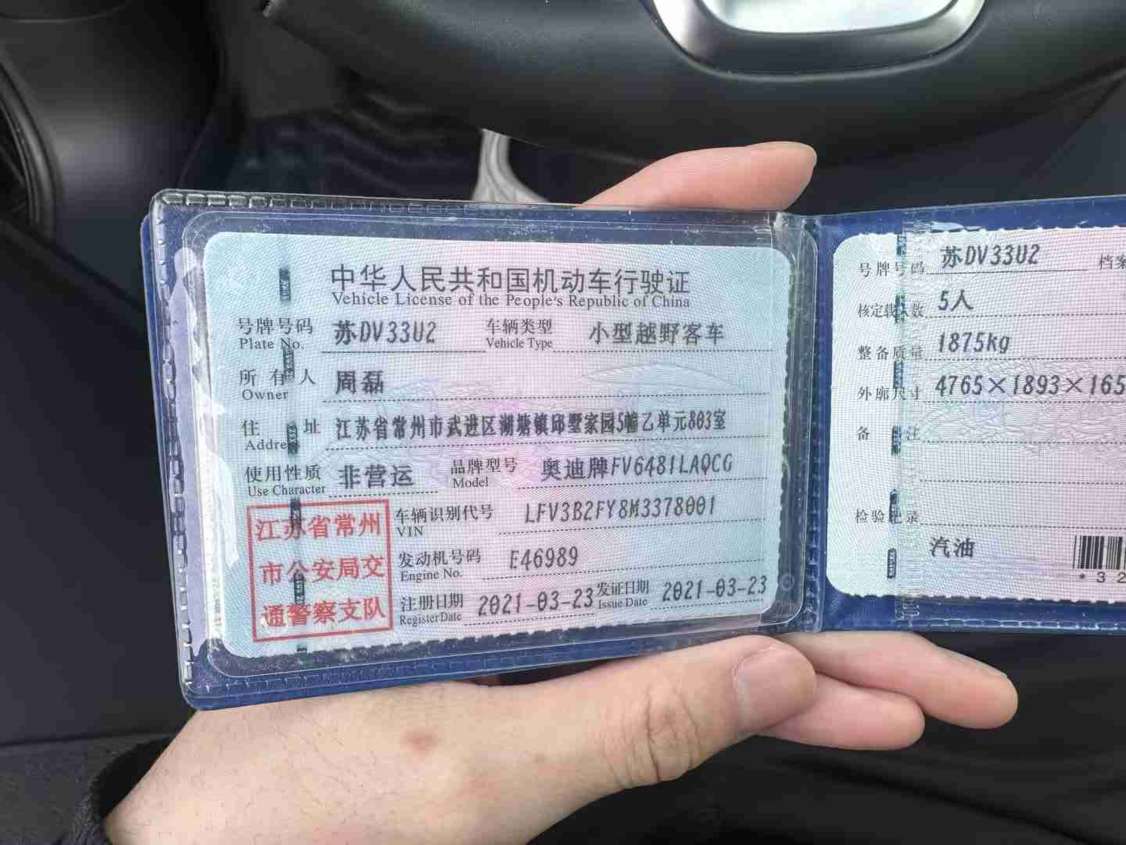 中华人民共和国机动车行驶证
Vehicle License of the People's Republic of China
号牌号码 苏DV33U2 车辆类型 小型越野客车
Plate No. Vehicle Type
所有人 周磊
Owner
住址 江苏省常州市武进区湖塘镇邱墅家园5幢乙单元803室
Address
使用性质 非营运 品牌型号 奥迪牌FV6481LAQCG
Use Character Model
车辆识别代号 LFV3B2FY8M3378001
VIN
发动机号码 E46989
Engine No.
注册日期 2021-03-23 发证日期 2021-03-23
Register Date Issue Date
江苏省常州
市公安局交
通警察支队
号牌号码 苏DV33U2 档案
核定载人数 5人
整备质量 1875kg
外廓尺寸 4765×1893×165
备注
检验记录
汽油
*32